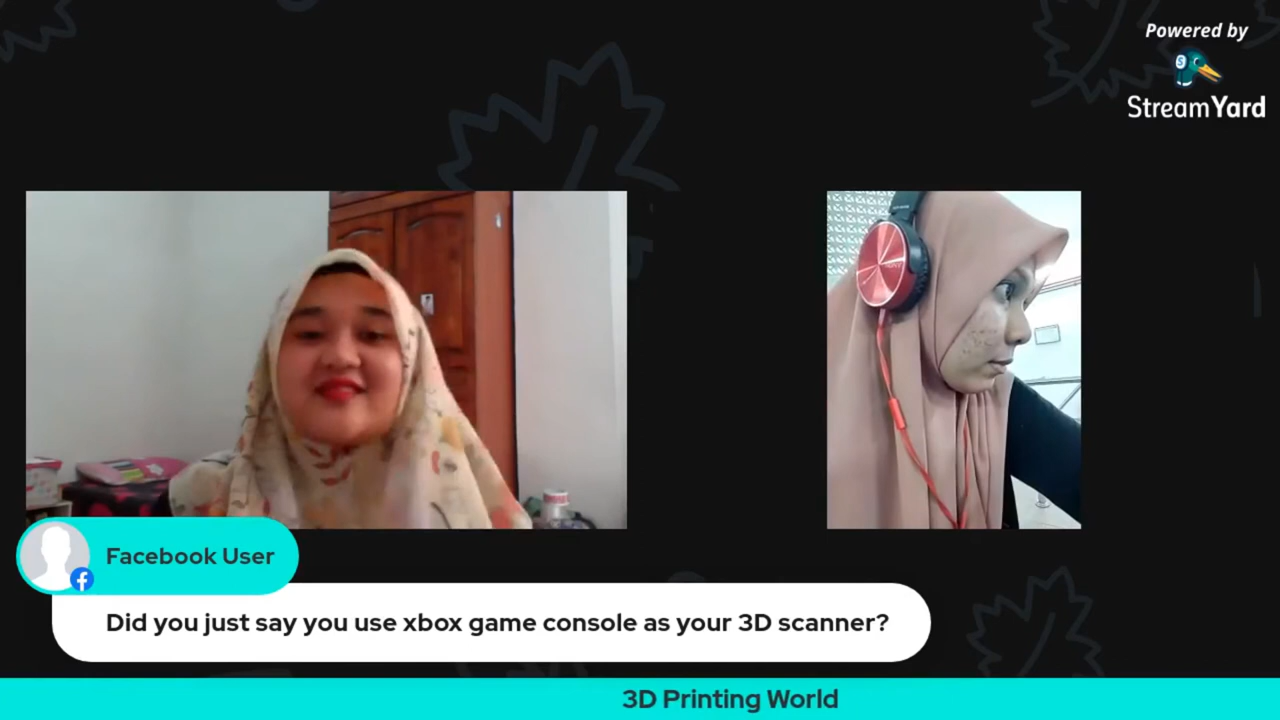 Powered by
StreamYard
Facebook User
Did you just say you use xbox game console as your 3D scanner?
3D Printing World